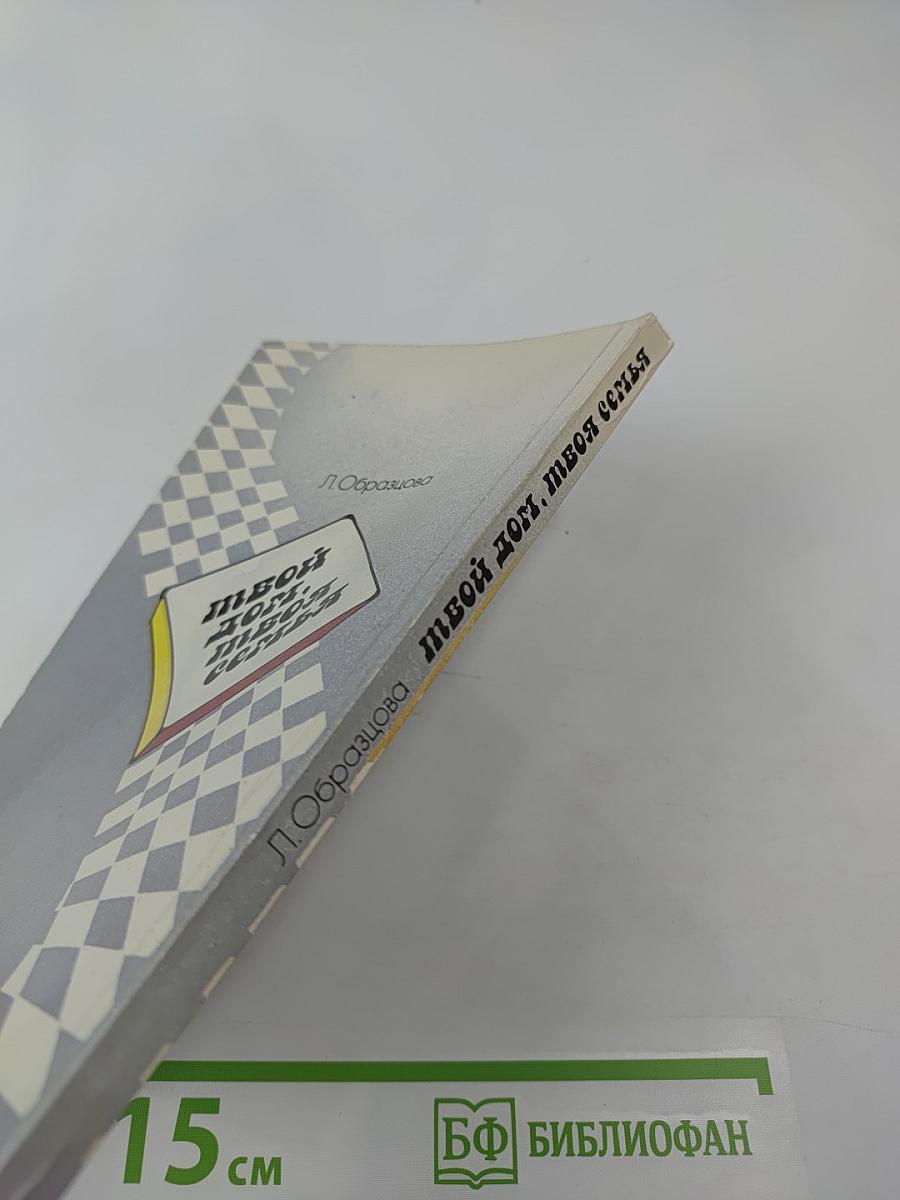 Л. Образцова
твой
дом,
твоя
семья
Л. Образцова твой дом, твоя семья
15 см
БФ БИБЛИОФАН